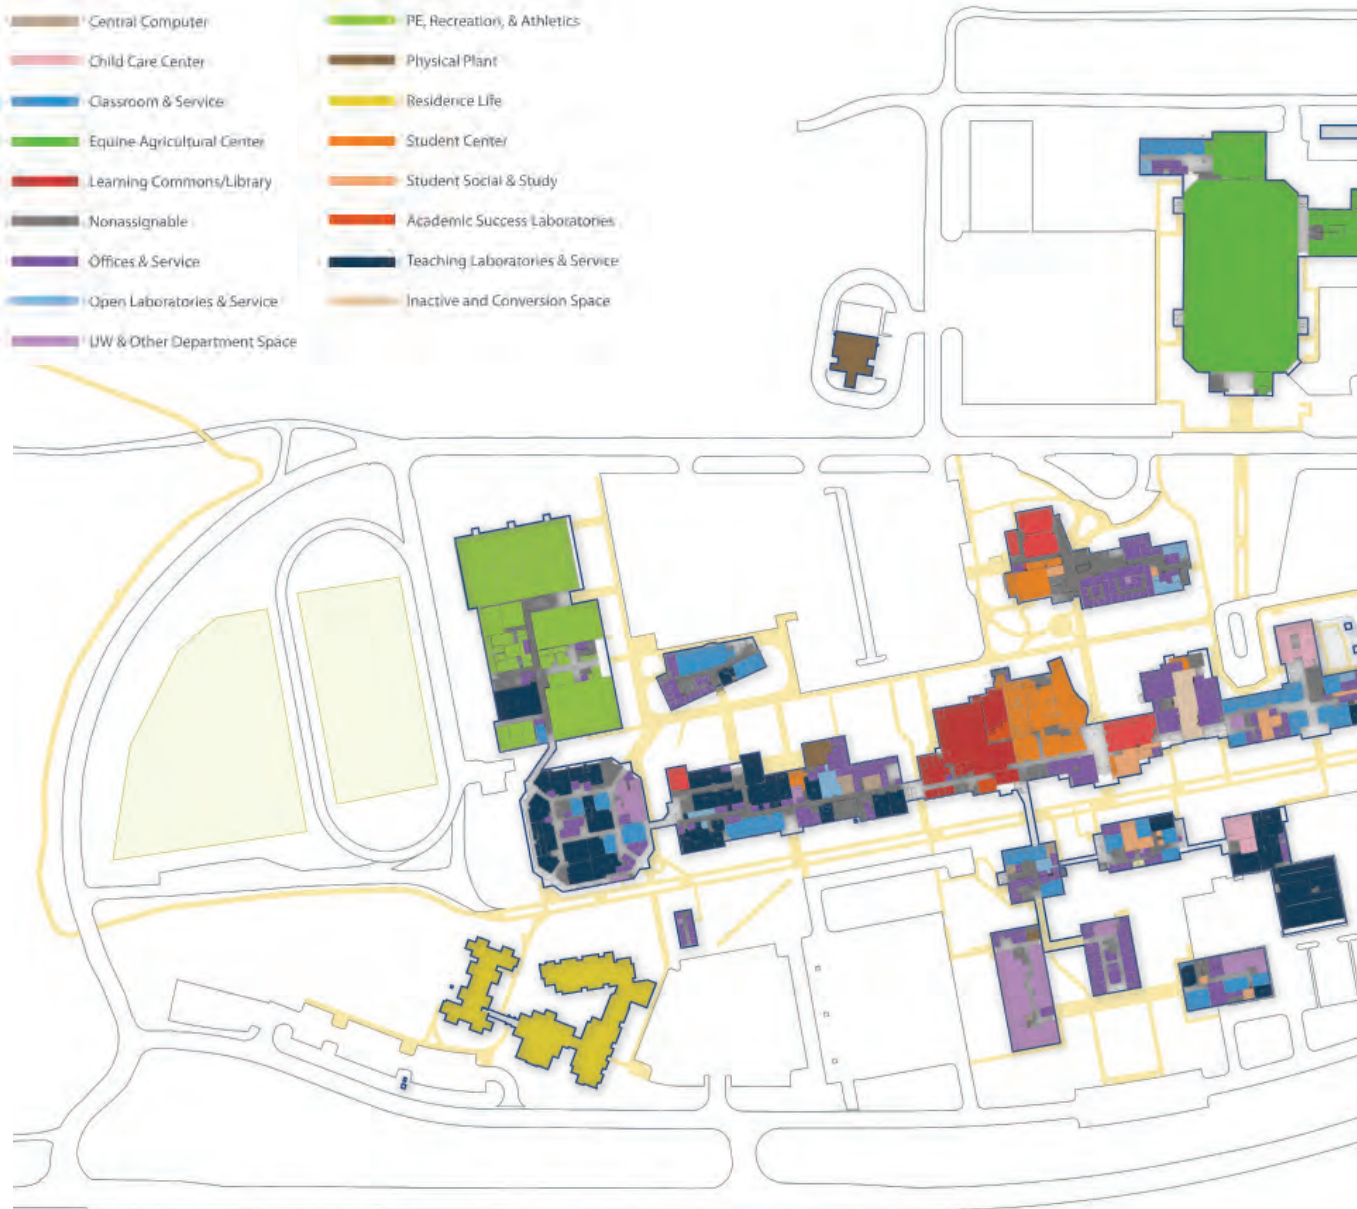 Central Computer
Child Care Center
Classroom & Service
Equine Agricultural Center
Learning Commons/Library
Nonassignable
Offices & Service
Open Laboratories & Service
UW & Other Department Space
PE, Recreation, & Athletics
Physical Plant
Residence Life
Student Center
Student Social & Study
Academic Success Laboratories
Teaching Laboratories & Service
Inactive and Conversion Space